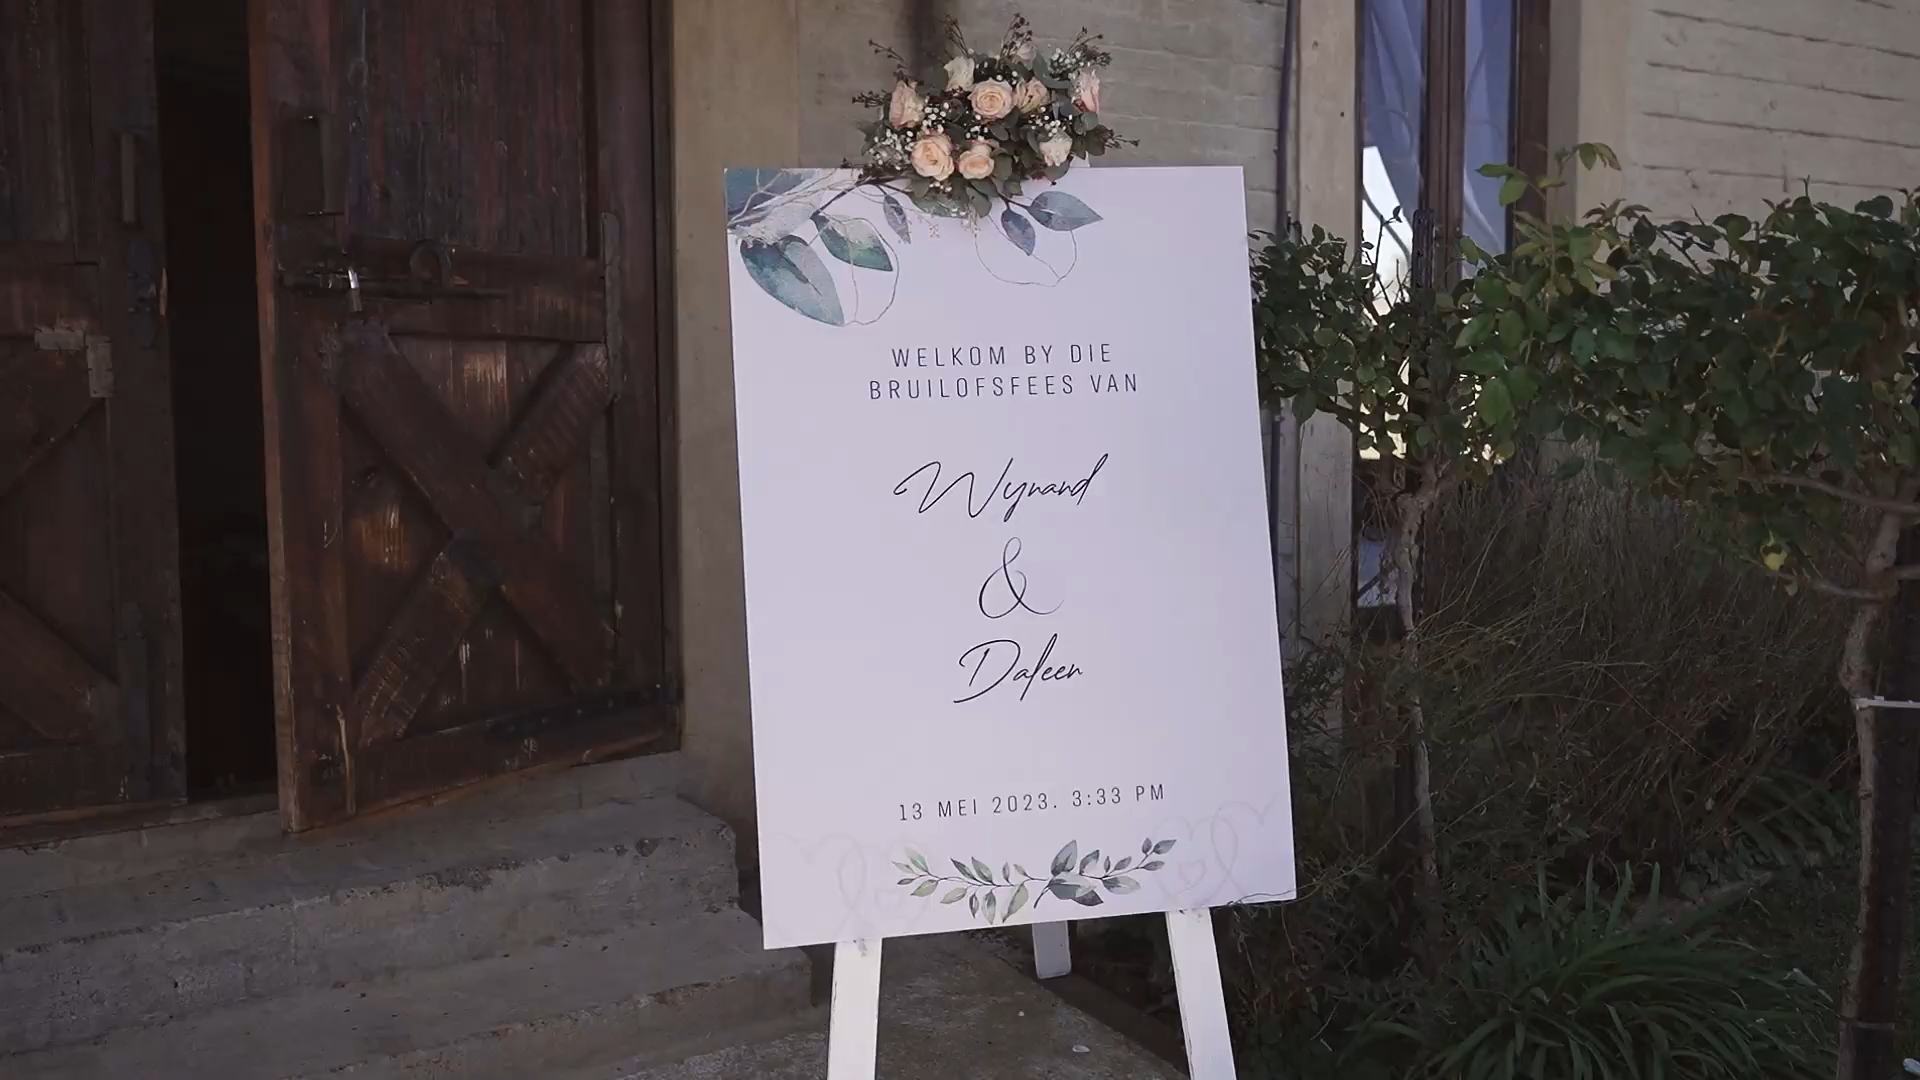 WELKOM BY DIE
BRUILOFSFEES VAN
Wynand
&
Daleen
13 MEI 2023. 3:33 PM